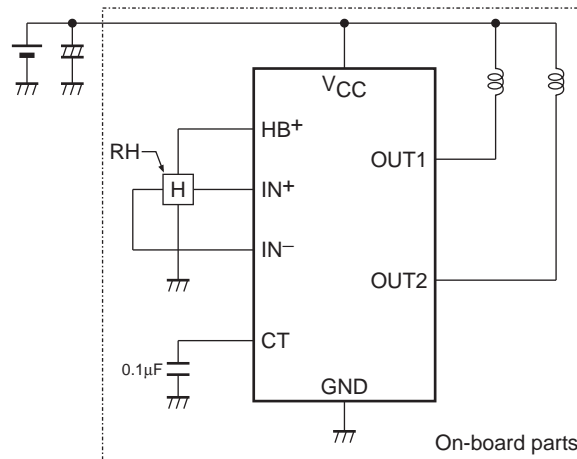 VCC
HB+
RH
OUT1
H
IN+
IN−
OUT2
CT
0.1μF
GND
On-board parts